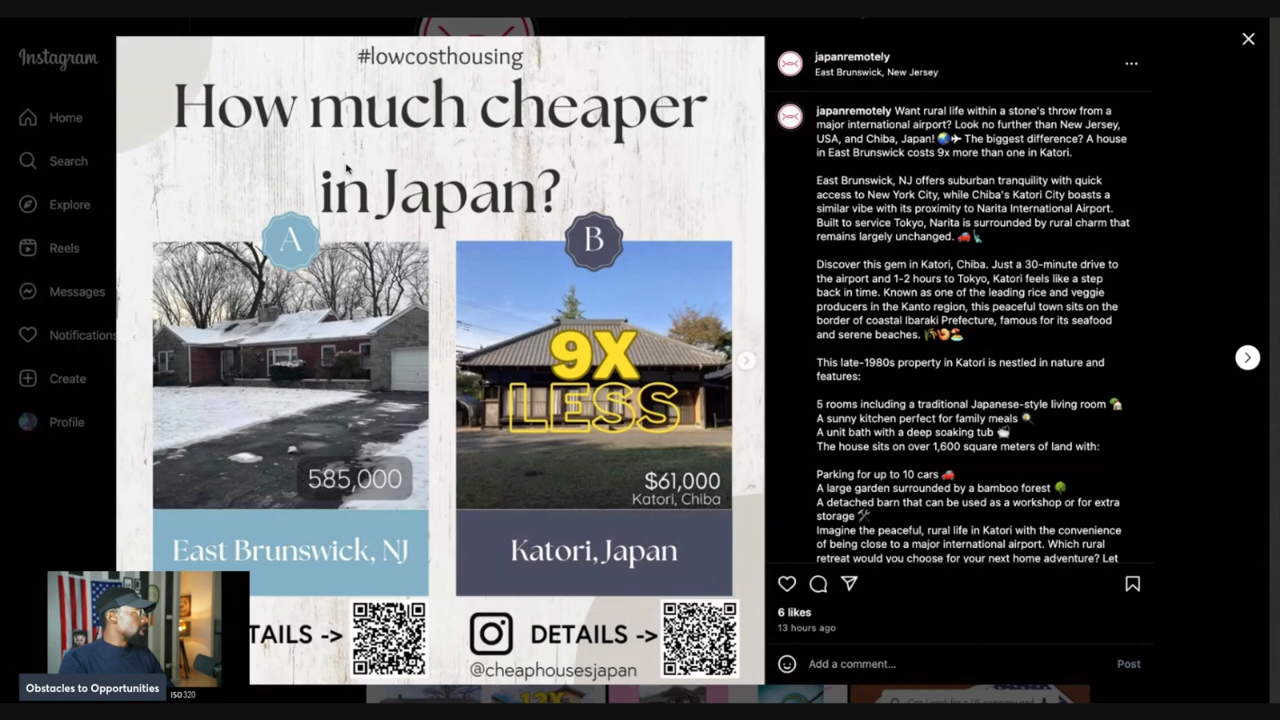 Instagram
Home
Search
Explore
Reels
Messages
Notifications
Create
Profile
#lowcosthousing
How much cheaper
in Japan?
A
B
9X
LESS
585,000
$61,000
Katori, Chiba
East Brunswick, NJ
Katori, Japan
TAILS ->
DETAILS ->
@cheaphousesjapan
Obstacles to Opportunities
ISO320
japanremotely
East Brunswick, New Jersey
japanremotely Want rural life within a stone's throw from a
major international airport? Look no further than New Jersey,
USA, and Chiba, Japan! 🌏✈ The biggest difference? A house
in East Brunswick costs 9x more than one in Katori.
East Brunswick, NJ offers suburban tranquility with quick
access to New York City, while Chiba's Katori City boasts a
similar vibe with its proximity to Narita International Airport.
Built to service Tokyo, Narita is surrounded by rural charm that
remains largely unchanged. 🚗🗽
Discover this gem in Katori, Chiba. Just a 30-minute drive to
the airport and 1-2 hours to Tokyo, Katori feels like a step
back in time. Known as one of the leading rice and veggie
producers in the Kanto region, this peaceful town sits on the
border of coastal Ibaraki Prefecture, famous for its seafood
and serene beaches. 🌾🍤🏖
This late-1980s property in Katori is nestled in nature and
features:
5 rooms including a traditional Japanese-style living room 🏡
A sunny kitchen perfect for family meals 🍳
A unit bath with a deep soaking tub 🛁
The house sits on over 1,600 square meters of land with:
Parking for up to 10 cars 🚗
A large garden surrounded by a bamboo forest 🌳
A detached barn that can be used as a workshop or for extra
storage 🛠
Imagine the peaceful, rural life in Katori with the convenience
of being close to a major international airport. Which rural
retreat would you choose for your next home adventure? Let
6 likes
13 hours ago
Add a comment...
Post